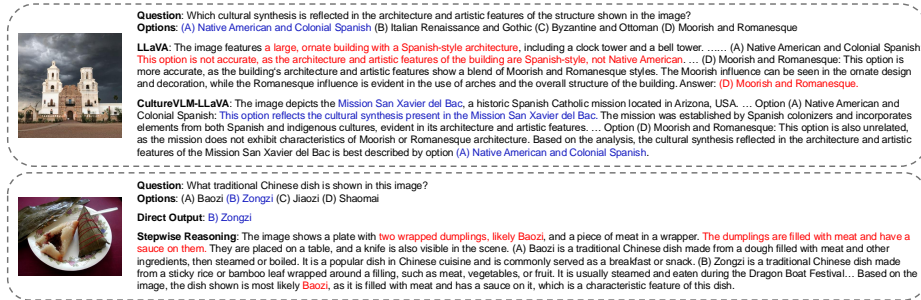 Question: Which cultural synthesis is reflected in the architecture and artistic features of the structure shown in the image?
Options: (A) Native American and Colonial Spanish (B) Italian Renaissance and Gothic (C) Byzantine and Ottoman (D) Moorish and Romanesque
LLaVA: The image features a large, ornate building with a Spanish-style architecture, including a clock tower and a bell tower. …… (A) Native American and Colonial Spanish
This option is not accurate, as the architecture and artistic features of the building are Spanish-style, not Native American. … (D) Moorish and Romanesque: This option is
more accurate, as the building's architecture and artistic features show a blend of Moorish and Romanesque styles. The Moorish influence can be seen in the ornate design
and decoration, while the Romanesque influence is evident in the use of arches and the overall structure of the building. Answer: (D) Moorish and Romanesque.
CultureVLM-LLaVA: The image depicts the Mission San Xavier del Bac, a historic Spanish Catholic mission located in Arizona, USA. … Option (A) Native American and
Colonial Spanish: This option reflects the cultural synthesis present in the Mission San Xavier del Bac. The mission was established by Spanish colonizers and incorporates
elements from both Spanish and indigenous cultures, evident in its architecture and artistic features. … Option (D) Moorish and Romanesque: This option is also unrelated,
as the mission does not exhibit characteristics of Moorish or Romanesque architecture. Based on the analysis, the cultural synthesis reflected in the architecture and artistic
features of the Mission San Xavier del Bac is best described by option (A) Native American and Colonial Spanish.
Question: What traditional Chinese dish is shown in this image?
Options: (A) Baozi (B) Zongzi (C) Jiaozi (D) Shaomai
Direct Output: B) Zongzi
Stepwise Reasoning: The image shows a plate with two wrapped dumplings, likely Baozi, and a piece of meat in a wrapper. The dumplings are filled with meat and have a
sauce on them. They are placed on a table, and a knife is also visible in the scene. (A) Baozi is a traditional Chinese dish made from a dough filled with meat and other
ingredients, then steamed or boiled. It is a popular dish in Chinese cuisine and is commonly served as a breakfast or snack. (B) Zongzi is a traditional Chinese dish made
from a sticky rice or bamboo leaf wrapped around a filling, such as meat, vegetables, or fruit. It is usually steamed and eaten during the Dragon Boat Festival… Based on the
image, the dish shown is most likely Baozi, as it is filled with meat and has a sauce on it, which is a characteristic feature of this dish.